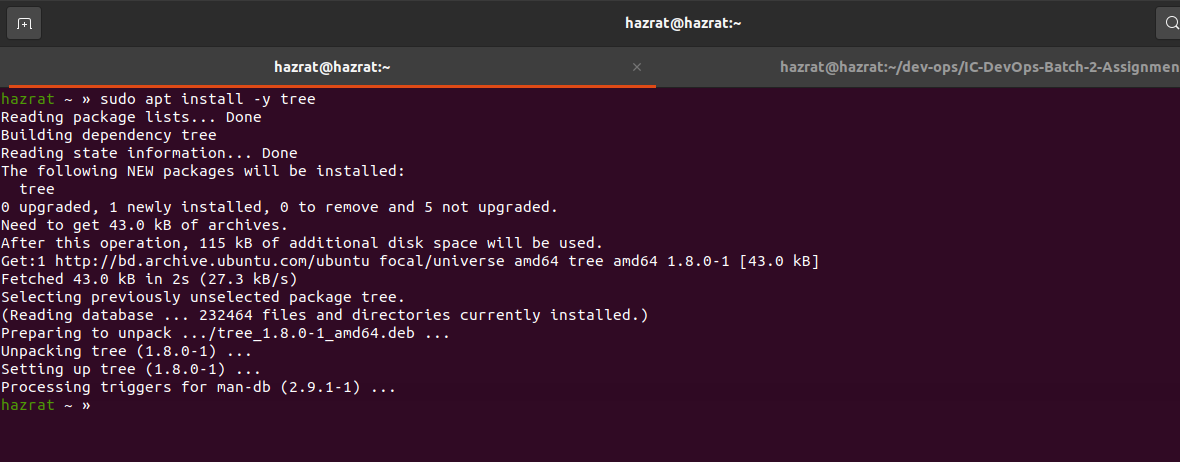 hazrat@hazrat:~
hazrat@hazrat:~ ×
hazrat@hazrat:~/dev-ops/IC-DevOps-Batch-2-Assignmen
hazrat ~ » sudo apt install -y tree
Reading package lists... Done
Building dependency tree
Reading state information... Done
The following NEW packages will be installed:
  tree
0 upgraded, 1 newly installed, 0 to remove and 5 not upgraded.
Need to get 43.0 kB of archives.
After this operation, 115 kB of additional disk space will be used.
Get:1 http://bd.archive.ubuntu.com/ubuntu focal/universe amd64 tree amd64 1.8.0-1 [43.0 kB]
Fetched 43.0 kB in 2s (27.3 kB/s)
Selecting previously unselected package tree.
(Reading database ... 232464 files and directories currently installed.)
Preparing to unpack .../tree_1.8.0-1_amd64.deb ...
Unpacking tree (1.8.0-1) ...
Setting up tree (1.8.0-1) ...
Processing triggers for man-db (2.9.1-1) ...
hazrat ~ »